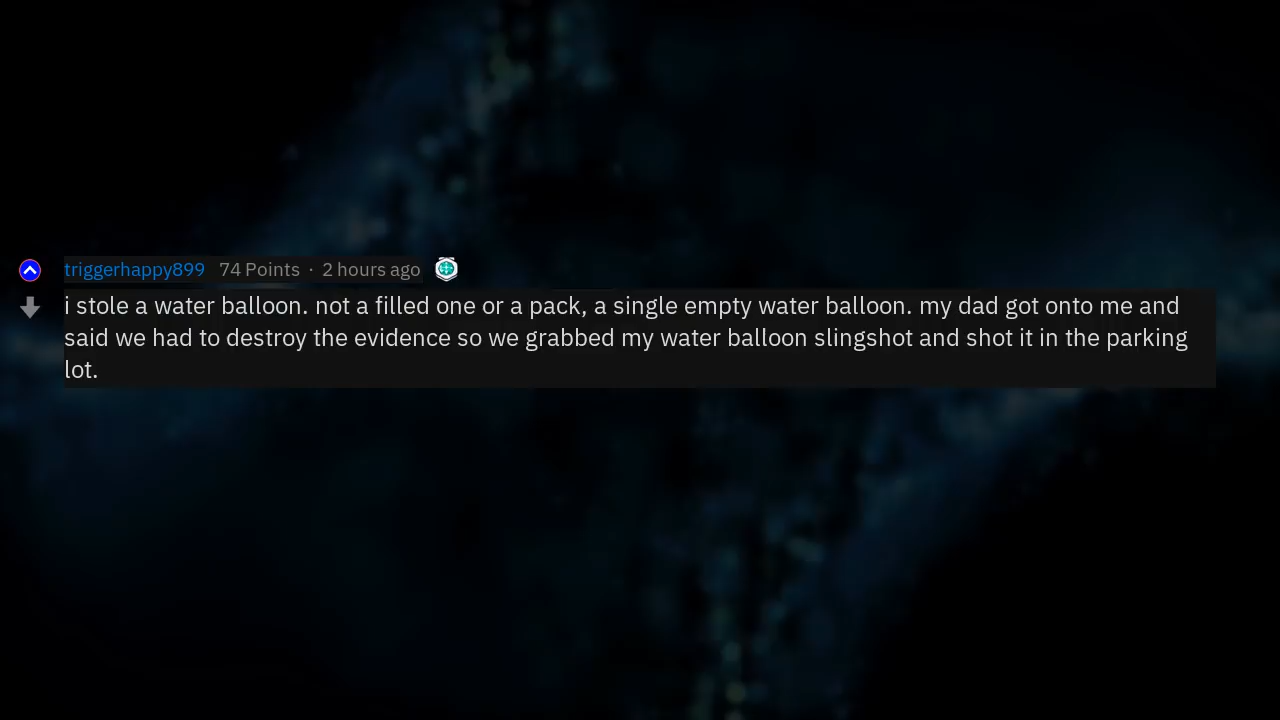 triggerhappy899 74 Points · 2 hours ago
i stole a water balloon. not a filled one or a pack, a single empty water balloon. my dad got onto me and
said we had to destroy the evidence so we grabbed my water balloon slingshot and shot it in the parking
lot.